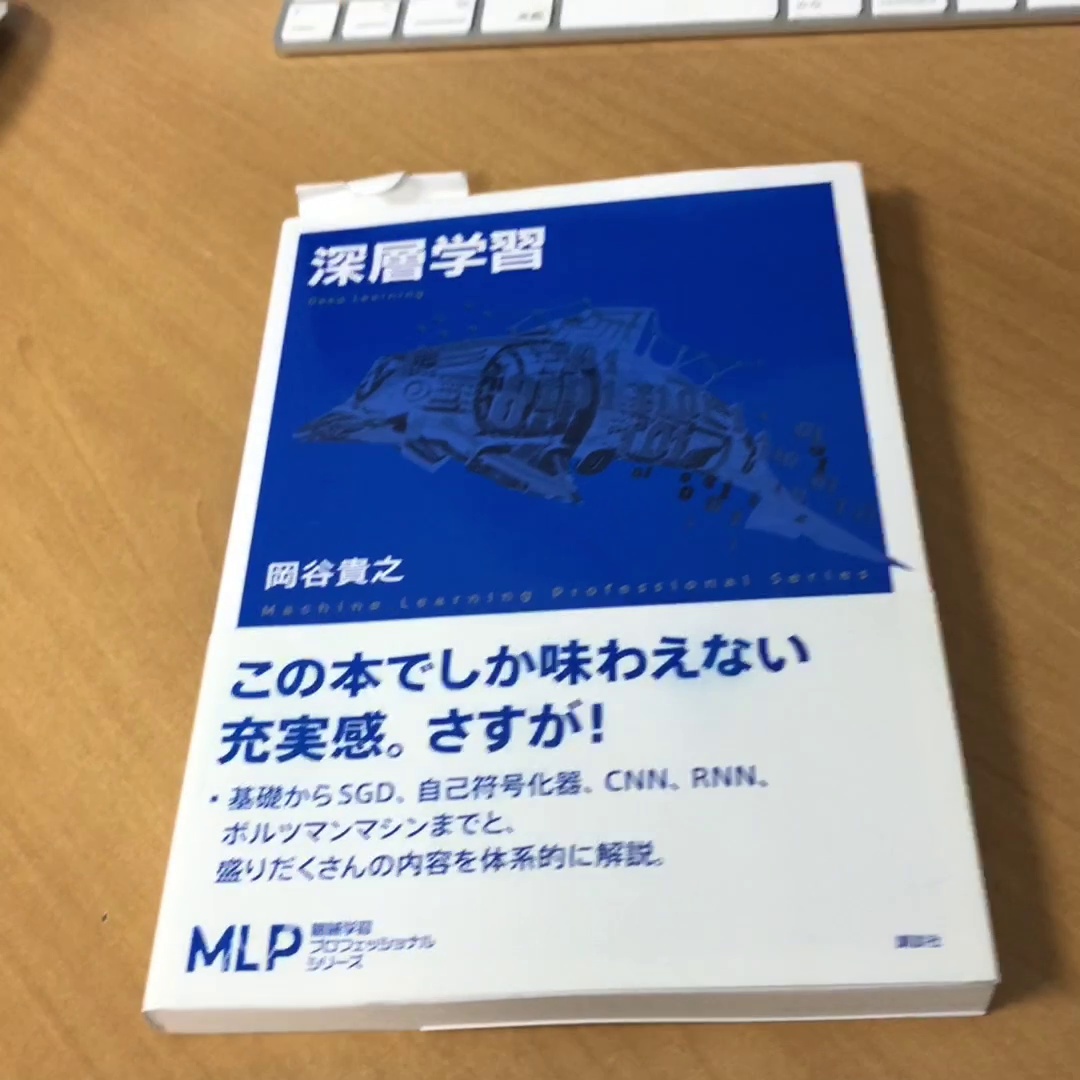 深層学習
Deep Learning
岡谷貴之
Machine Learning Professional Series
この本でしか味わえない
充実感。さすが!
・基礎からSGD、自己符号化器、CNN、RNN、
ボルツマンマシンまでと、
盛りだくさんの内容を体系的に解説。
MLP
機械学習
プロフェッショナル
シリーズ
講談社